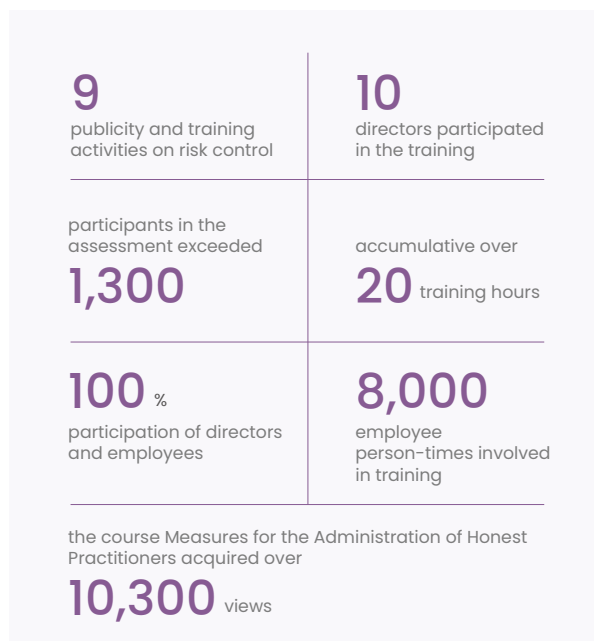 9
publicity and training
activities on risk control
10
directors participated
in the training
participants in the
assessment exceeded
1,300
accumulative over
20 training hours
100 %
participation of directors
and employees
8,000
employee
person-times involved
in training
the course Measures for the Administration of Honest
Practitioners acquired over
10,300 views